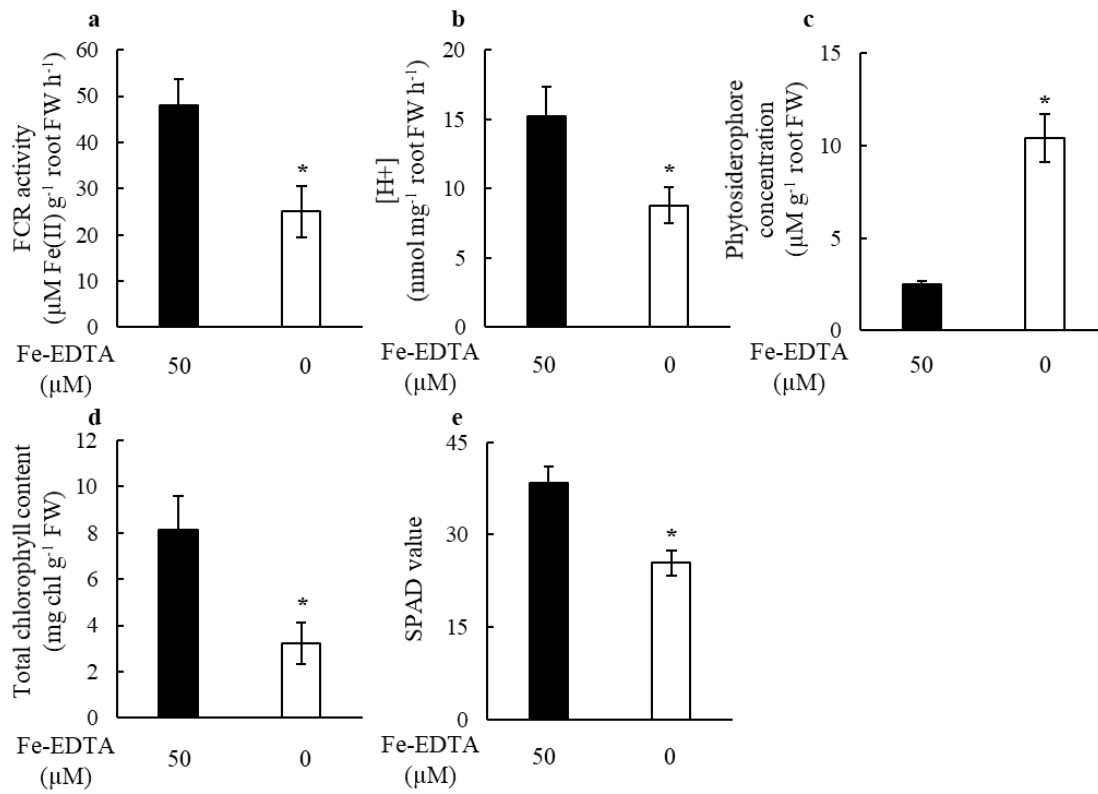 a
FCR activity
(µM Fe(II) g⁻¹ root FW h⁻¹)
60
50
40
30
20
10
0
*
Fe-EDTA
(µM)
50
0
b
[H+]
(nmol mg⁻¹ root FW h⁻¹)
20
15
10
5
0
*
Fe-EDTA
(µM)
50
0
c
Phytosiderophore
concentration
(µM g⁻¹ root FW)
15
10
5
0
*
Fe-EDTA
(µM)
50
0
d
Total chlorophyll content
(mg chl g⁻¹ FW)
12
10
8
6
4
2
0
*
Fe-EDTA
(µM)
50
0
e
SPAD value
45
30
15
0
*
Fe-EDTA
(µM)
50
0